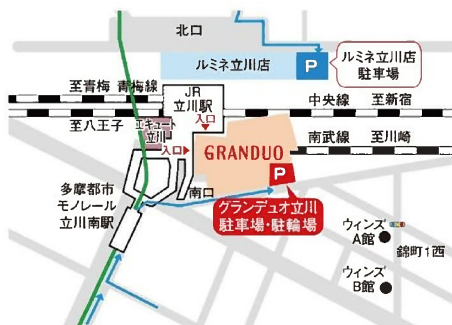 北口
ルミネ立川店
P
ルミネ立川店
駐車場
至青梅 青梅線
JR
立川駅
中央線 至新宿
入口
至八王子
エキュート
立川
入口
GRANDUO
南武線 至川崎
P
多摩都市
モノレール
立川南駅
南口
グランデュオ立川
駐車場・駐輪場
ウィンズ
A館
錦町1西
ウィンズ
B館